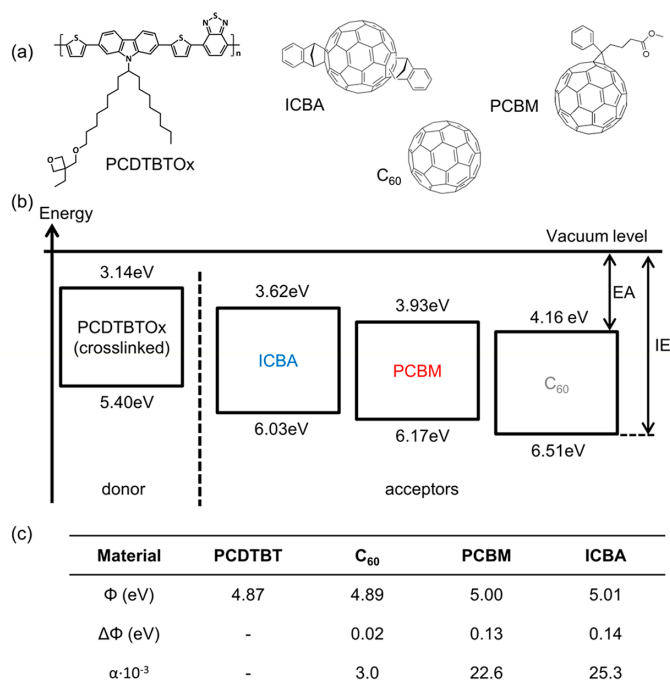 (a)
S
N
S
N
S
N
n
O
O
PCDTBTOx
ICBA
C60
PCBM
O
O
(b)
Energy
Vacuum level
3.14eV
PCDTBTOx
(crosslinked)
5.40eV
3.62eV
ICBA
6.03eV
3.93eV
PCBM
6.17eV
4.16 eV
C60
6.51eV
EA
IE
donor
acceptors
(c)
Material PCDTBT C60 PCBM ICBA
Φ (eV) 4.87 4.89 5.00 5.01
ΔΦ (eV) - 0.02 0.13 0.14
α·10-3 - 3.0 22.6 25.3